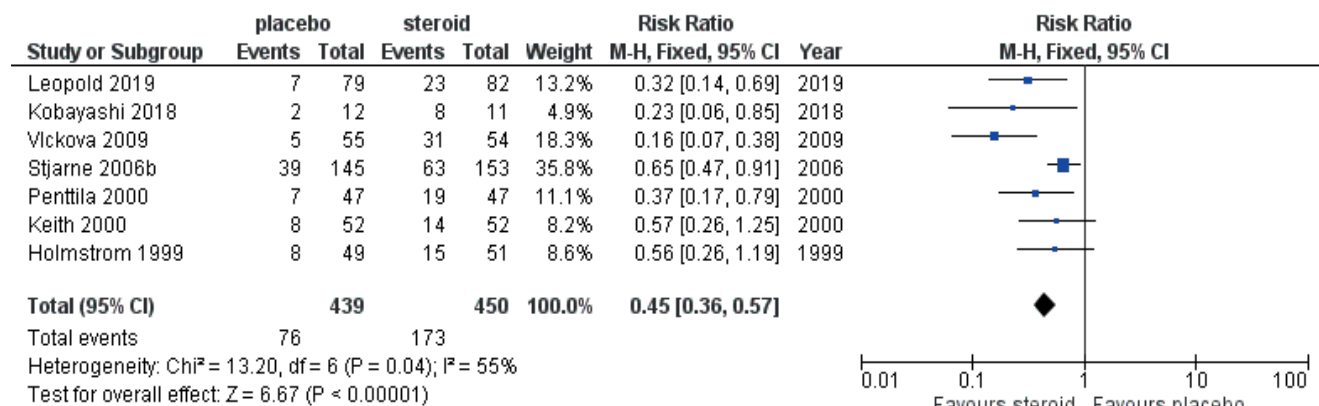 placebo steroid Risk Ratio Risk Ratio
Study or Subgroup Events Total Events Total Weight M-H, Fixed, 95% CI Year M-H, Fixed, 95% CI
Leopold 2019 7 79 23 82 13.2% 0.32 [0.14, 0.69] 2019
Kobayashi 2018 2 12 8 11 4.9% 0.23 [0.06, 0.85] 2018
Vlckova 2009 5 55 31 54 18.3% 0.16 [0.07, 0.38] 2009
Stjarne 2006b 39 145 63 153 35.8% 0.65 [0.47, 0.91] 2006
Penttila 2000 7 47 19 47 11.1% 0.37 [0.17, 0.79] 2000
Keith 2000 8 52 14 52 8.2% 0.57 [0.26, 1.25] 2000
Holmstrom 1999 8 49 15 51 8.6% 0.56 [0.26, 1.19] 1999
Total (95% CI) 439 450 100.0% 0.45 [0.36, 0.57]
Total events 76 173
Heterogeneity: Chi² = 13.20, df = 6 (P = 0.04); I² = 55%
Test for overall effect: Z = 6.67 (P < 0.00001)
0.01 0.1 1 10 100
Favours steroid Favours placebo